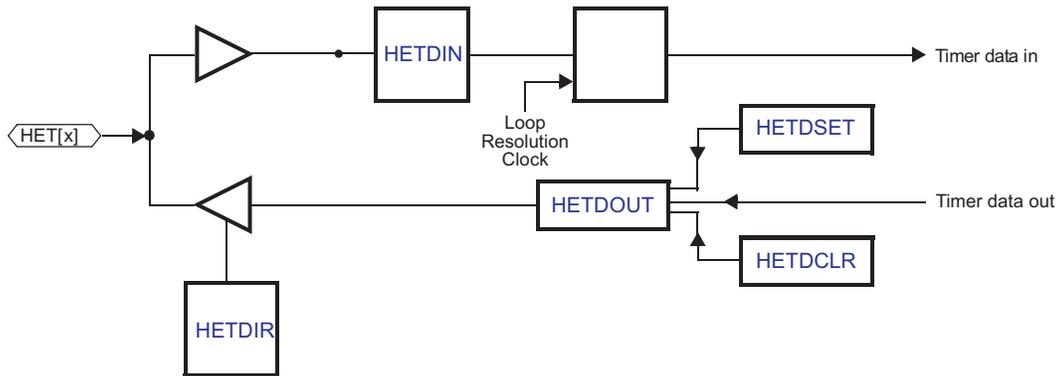 HETDIN
Timer data in
HET[x]
Loop
Resolution
Clock
HETDSET
HETDOUT
Timer data out
HETDCLR
HETDIR